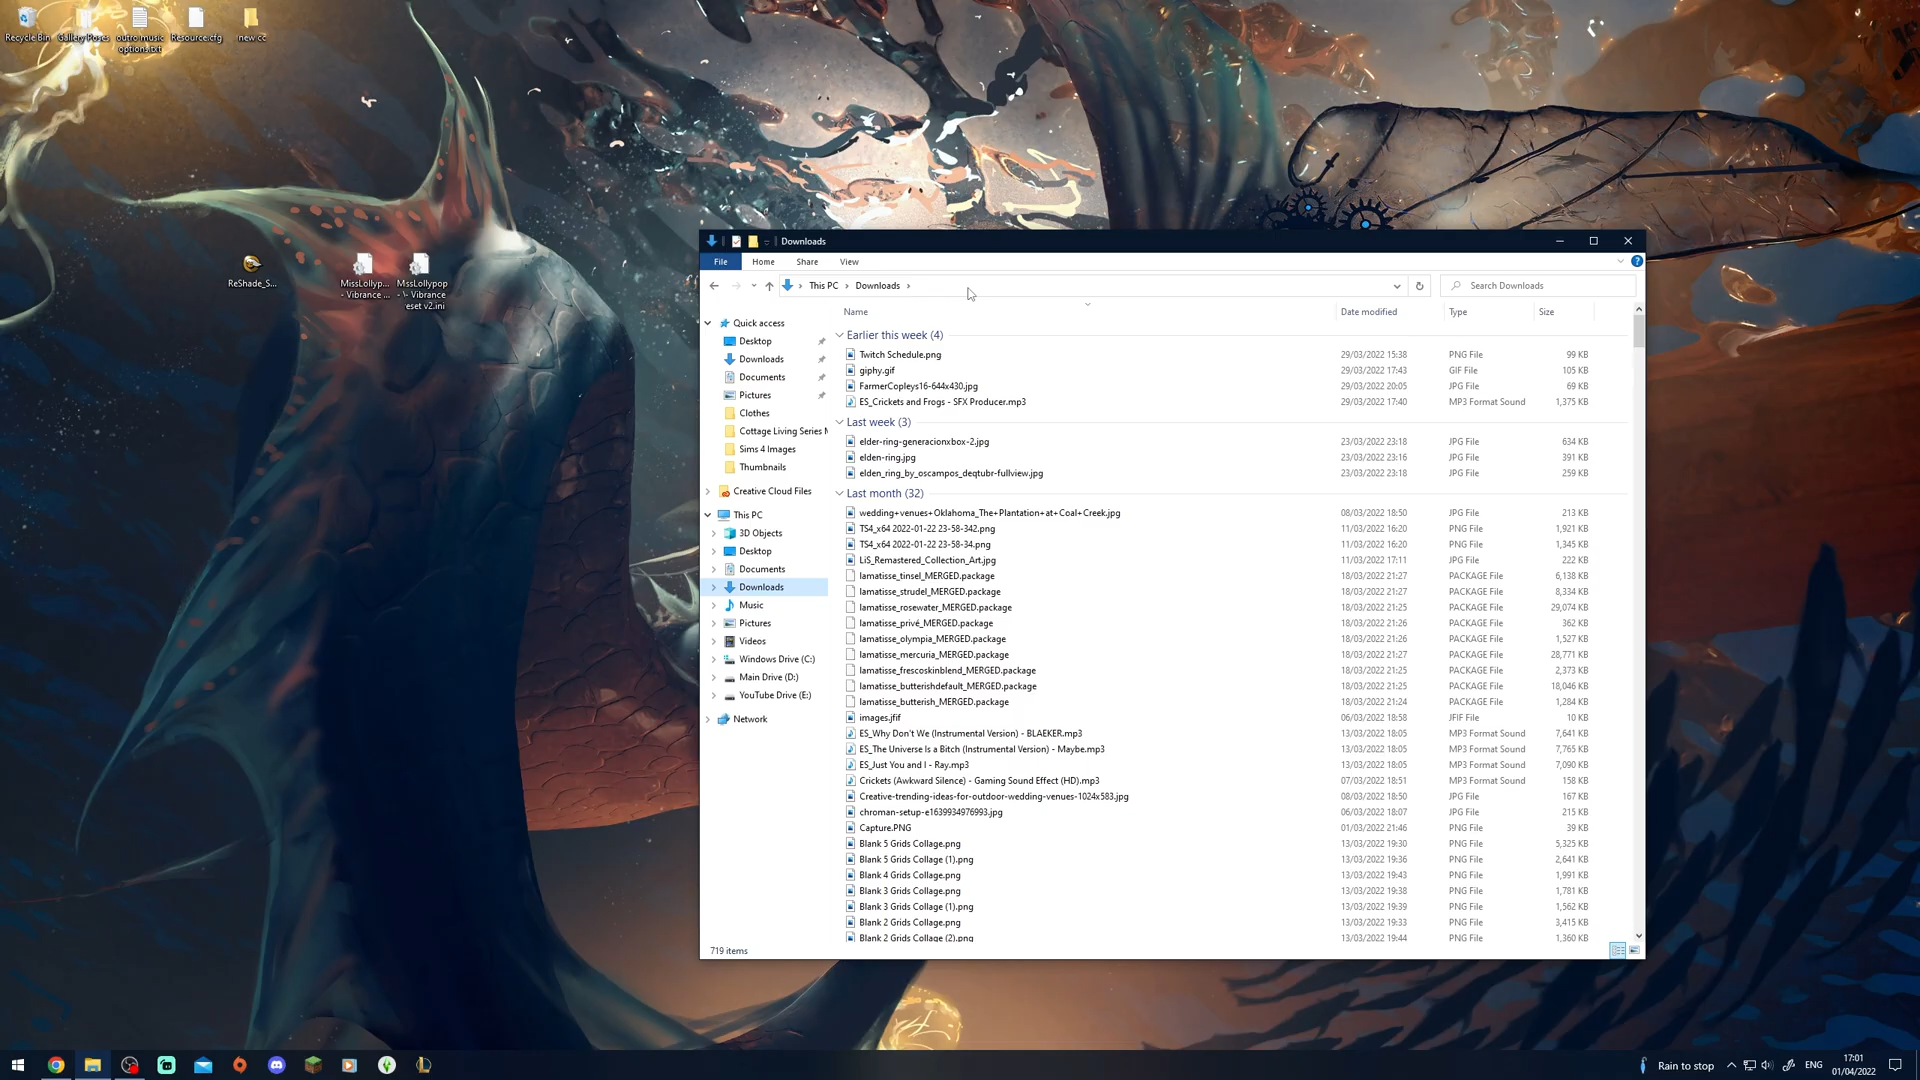 Recycle Bin
Gallery Poses
outro music
options.txt
Resource.cfg
new cc
ReShade_S...
MissLollyp...
- Vibrance ...
MssLollypop
- \- Vibrance
eset v2.ini
Downloads
File
Home
Share
View
This PC
Downloads
Search Downloads
Name
Date modified
Type
Size
Quick access
Desktop
Downloads
Documents
Pictures
Clothes
Cottage Living Series M
Sims 4 Images
Thumbnails
Creative Cloud Files
This PC
3D Objects
Desktop
Documents
Downloads
Music
Pictures
Videos
Windows Drive (C:)
Main Drive (D:)
YouTube Drive (E:)
Network
Earlier this week (4)
Twitch Schedule.png 29/03/2022 15:38 PNG File 99 KB
giphy.gif 29/03/2022 17:43 GIF File 105 KB
FarmerCopleys16-644x430.jpg 29/03/2022 20:05 JPG File 69 KB
ES_Crickets and Frogs - SFX Producer.mp3 29/03/2022 17:40 MP3 Format Sound 1,375 KB
Last week (3)
elder-ring-generacionxbox-2.jpg 23/03/2022 23:18 JPG File 634 KB
elden-ring.jpg 23/03/2022 23:16 JPG File 391 KB
elden_ring_by_oscampos_deqtubr-fullview.jpg 23/03/2022 23:18 JPG File 259 KB
Last month (32)
wedding+venues+Oklahoma_The+Plantation+at+Coal+Creek.jpg 08/03/2022 18:50 JPG File 213 KB
TS4_x64 2022-01-22 23-58-342.png 11/03/2022 16:20 PNG File 1,921 KB
TS4_x64 2022-01-22 23-58-34.png 11/03/2022 16:20 PNG File 1,345 KB
LiS_Remastered_Collection_Art.jpg 11/03/2022 17:11 JPG File 222 KB
lamatisse_tinsel_MERGED.package 18/03/2022 21:27 PACKAGE File 6,138 KB
lamatisse_strudel_MERGED.package 18/03/2022 21:27 PACKAGE File 8,334 KB
lamatisse_rosewater_MERGED.package 18/03/2022 21:25 PACKAGE File 29,074 KB
lamatisse_privé_MERGED.package 18/03/2022 21:26 PACKAGE File 362 KB
lamatisse_olympia_MERGED.package 18/03/2022 21:26 PACKAGE File 1,527 KB
lamatisse_mercuria_MERGED.package 18/03/2022 21:27 PACKAGE File 28,771 KB
lamatisse_frescoskinblend_MERGED.package 18/03/2022 21:25 PACKAGE File 2,373 KB
lamatisse_butterishdefault_MERGED.package 18/03/2022 21:25 PACKAGE File 18,046 KB
lamatisse_butterish_MERGED.package 18/03/2022 21:24 PACKAGE File 1,284 KB
images.jfif 06/03/2022 18:58 JFIF File 10 KB
ES_Why Don't We (Instrumental Version) - BLAEKER.mp3 13/03/2022 18:05 MP3 Format Sound 7,641 KB
ES_The Universe Is a Bitch (Instrumental Version) - Maybe.mp3 13/03/2022 18:05 MP3 Format Sound 7,765 KB
ES_Just You and I - Ray.mp3 13/03/2022 18:05 MP3 Format Sound 7,090 KB
Crickets (Awkward Silence) - Gaming Sound Effect (HD).mp3 07/03/2022 18:51 MP3 Format Sound 158 KB
Creative-trending-ideas-for-outdoor-wedding-venues-1024x583.jpg 08/03/2022 18:50 JPG File 167 KB
chroman-setup-e1639934976993.jpg 06/03/2022 18:07 JPG File 215 KB
Capture.PNG 01/03/2022 21:46 PNG File 39 KB
Blank 5 Grids Collage.png 13/03/2022 19:30 PNG File 5,325 KB
Blank 5 Grids Collage (1).png 13/03/2022 19:36 PNG File 2,641 KB
Blank 4 Grids Collage.png 13/03/2022 19:43 PNG File 1,991 KB
Blank 3 Grids Collage.png 13/03/2022 19:38 PNG File 1,781 KB
Blank 3 Grids Collage (1).png 13/03/2022 19:39 PNG File 1,562 KB
Blank 2 Grids Collage.png 13/03/2022 19:33 PNG File 3,415 KB
Blank 2 Grids Collage (2).png 13/03/2022 19:44 PNG File 1,360 KB
719 items
Rain to stop
ENG
17:01
01/04/2022